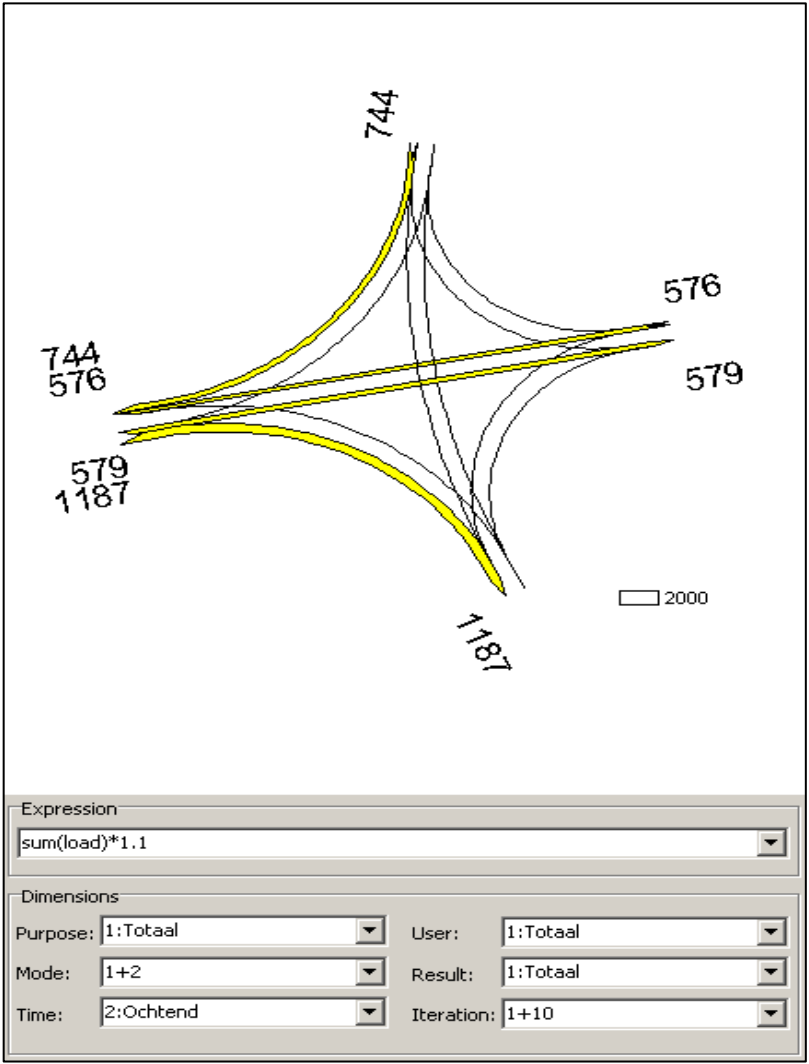 744
576
744
576
579
579
1187
2000
1187
Expression
sum(load)*1.1
Dimensions
Purpose: 1:Totaal User: 1:Totaal
Mode: 1+2 Result: 1:Totaal
Time: 2:Ochtend Iteration: 1+10